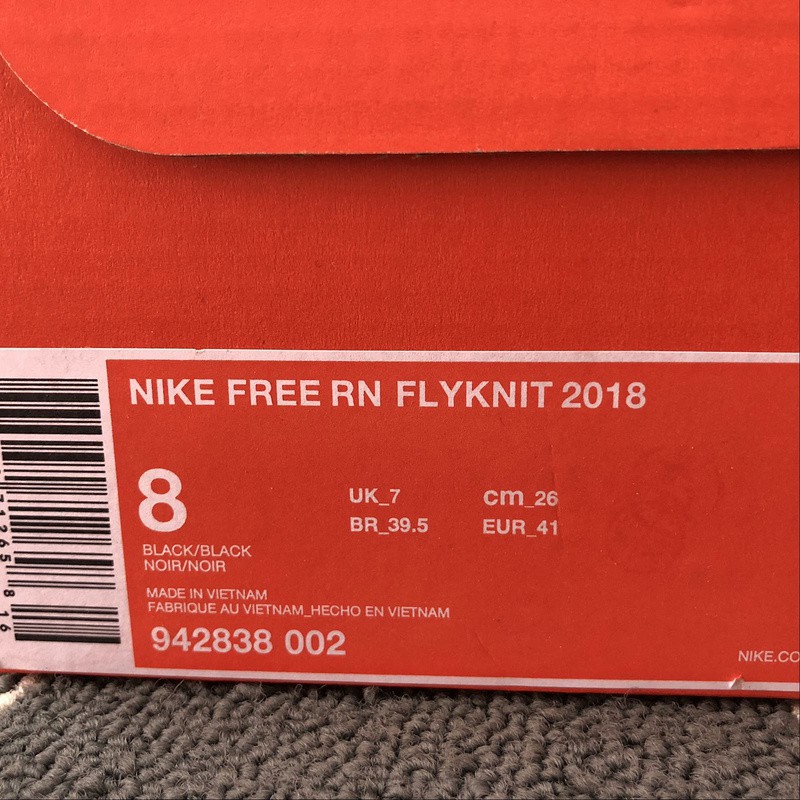 NIKE FREE RN FLYKNIT 2018
8
UK_7 cm_26
BR_39.5 EUR_41
BLACK/BLACK
NOIR/NOIR
MADE IN VIETNAM
FABRIQUE AU VIETNAM_HECHO EN VIETNAM
942838 002
NIKE.CO